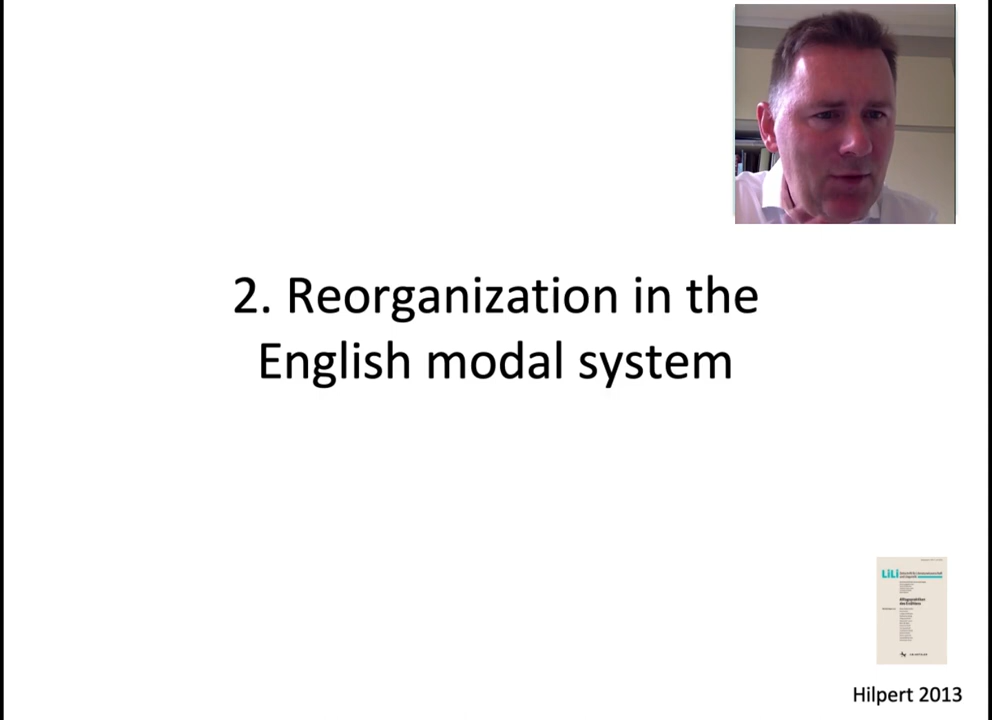 2. Reorganization in the
English modal system
LiLi
Hilpert 2013